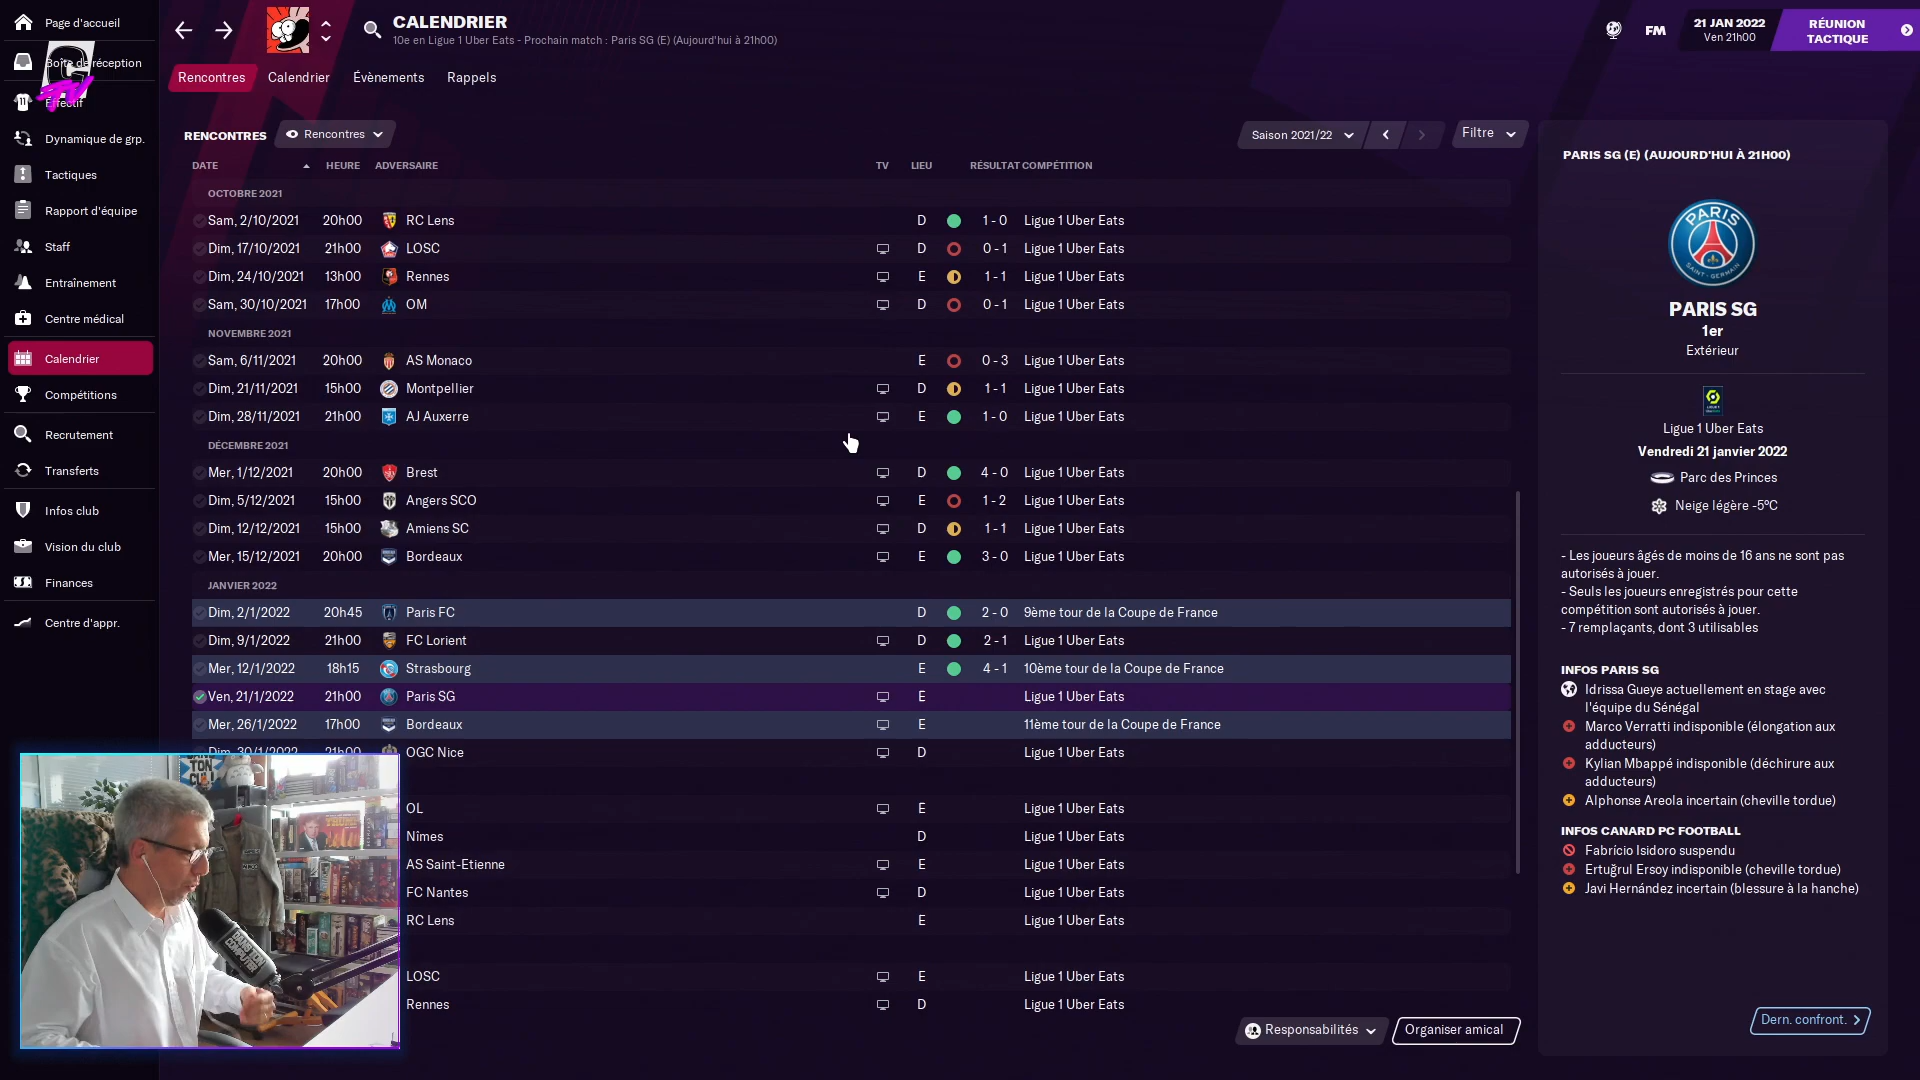 Page d'accueil
Boîte de réception
Effectif
Dynamique de grp.
Tactiques
Rapport d'équipe
Staff
Entraînement
Centre médical
Calendrier
Compétitions
Recrutement
Transferts
Infos club
Vision du club
Finances
Centre d'appr.
CALENDRIER
10e en Ligue 1 Uber Eats - Prochain match : Paris SG (E) (Aujourd'hui à 21h00)
FM
21 JAN 2022
Ven 21h00
RÉUNION
TACTIQUE
Rencontres Calendrier Évènements Rappels
RENCONTRES Rencontres
Saison 2021/22 Filtre
DATE HEURE ADVERSAIRE TV LIEU RÉSULTAT COMPÉTITION
OCTOBRE 2021
Sam, 2/10/2021 20h00 RC Lens D 1 - 0 Ligue 1 Uber Eats
Dim, 17/10/2021 21h00 LOSC D 0 - 1 Ligue 1 Uber Eats
Dim, 24/10/2021 13h00 Rennes E 1 - 1 Ligue 1 Uber Eats
Sam, 30/10/2021 17h00 OM D 0 - 1 Ligue 1 Uber Eats
NOVEMBRE 2021
Sam, 6/11/2021 20h00 AS Monaco E 0 - 3 Ligue 1 Uber Eats
Dim, 21/11/2021 15h00 Montpellier D 1 - 1 Ligue 1 Uber Eats
Dim, 28/11/2021 21h00 AJ Auxerre E 1 - 0 Ligue 1 Uber Eats
DÉCEMBRE 2021
Mer, 1/12/2021 20h00 Brest D 4 - 0 Ligue 1 Uber Eats
Dim, 5/12/2021 15h00 Angers SCO E 1 - 2 Ligue 1 Uber Eats
Dim, 12/12/2021 15h00 Amiens SC D 1 - 1 Ligue 1 Uber Eats
Mer, 15/12/2021 20h00 Bordeaux E 3 - 0 Ligue 1 Uber Eats
JANVIER 2022
Dim, 2/1/2022 20h45 Paris FC D 2 - 0 9ème tour de la Coupe de France
Dim, 9/1/2022 21h00 FC Lorient D 2 - 1 Ligue 1 Uber Eats
Mer, 12/1/2022 18h15 Strasbourg E 4 - 1 10ème tour de la Coupe de France
Ven, 21/1/2022 21h00 Paris SG E Ligue 1 Uber Eats
Mer, 26/1/2022 17h00 Bordeaux E 11ème tour de la Coupe de France
Dim, 30/1/2022 21h00 OGC Nice D Ligue 1 Uber Eats
OL E Ligue 1 Uber Eats
Nîmes D Ligue 1 Uber Eats
AS Saint-Etienne E Ligue 1 Uber Eats
FC Nantes D Ligue 1 Uber Eats
RC Lens E Ligue 1 Uber Eats
LOSC E Ligue 1 Uber Eats
Rennes D Ligue 1 Uber Eats
Responsabilités Organiser amical
PARIS SG (E) (AUJOURD'HUI À 21H00)
PARIS
SAINT-GERMAIN
PARIS SG
1er
Extérieur
Ligue 1 Uber Eats
Vendredi 21 janvier 2022
Parc des Princes
Neige légère -5°C
- Les joueurs âgés de moins de 16 ans ne sont pas
autorisés à jouer.
- Seuls les joueurs enregistrés pour cette
compétition sont autorisés à jouer.
- 7 remplaçants, dont 3 utilisables
INFOS PARIS SG
Idrissa Gueye actuellement en stage avec
l'équipe du Sénégal
Marco Verratti indisponible (élongation aux
adducteurs)
Kylian Mbappé indisponible (déchirure aux
adducteurs)
Alphonse Areola incertain (cheville tordue)
INFOS CANARD PC FOOTBALL
Fabrício Isidoro suspendu
Ertuğrul Ersoy indisponible (cheville tordue)
Javi Hernández incertain (blessure à la hanche)
Dern. confront.
TV
TON
DANS TON
COMPUTER